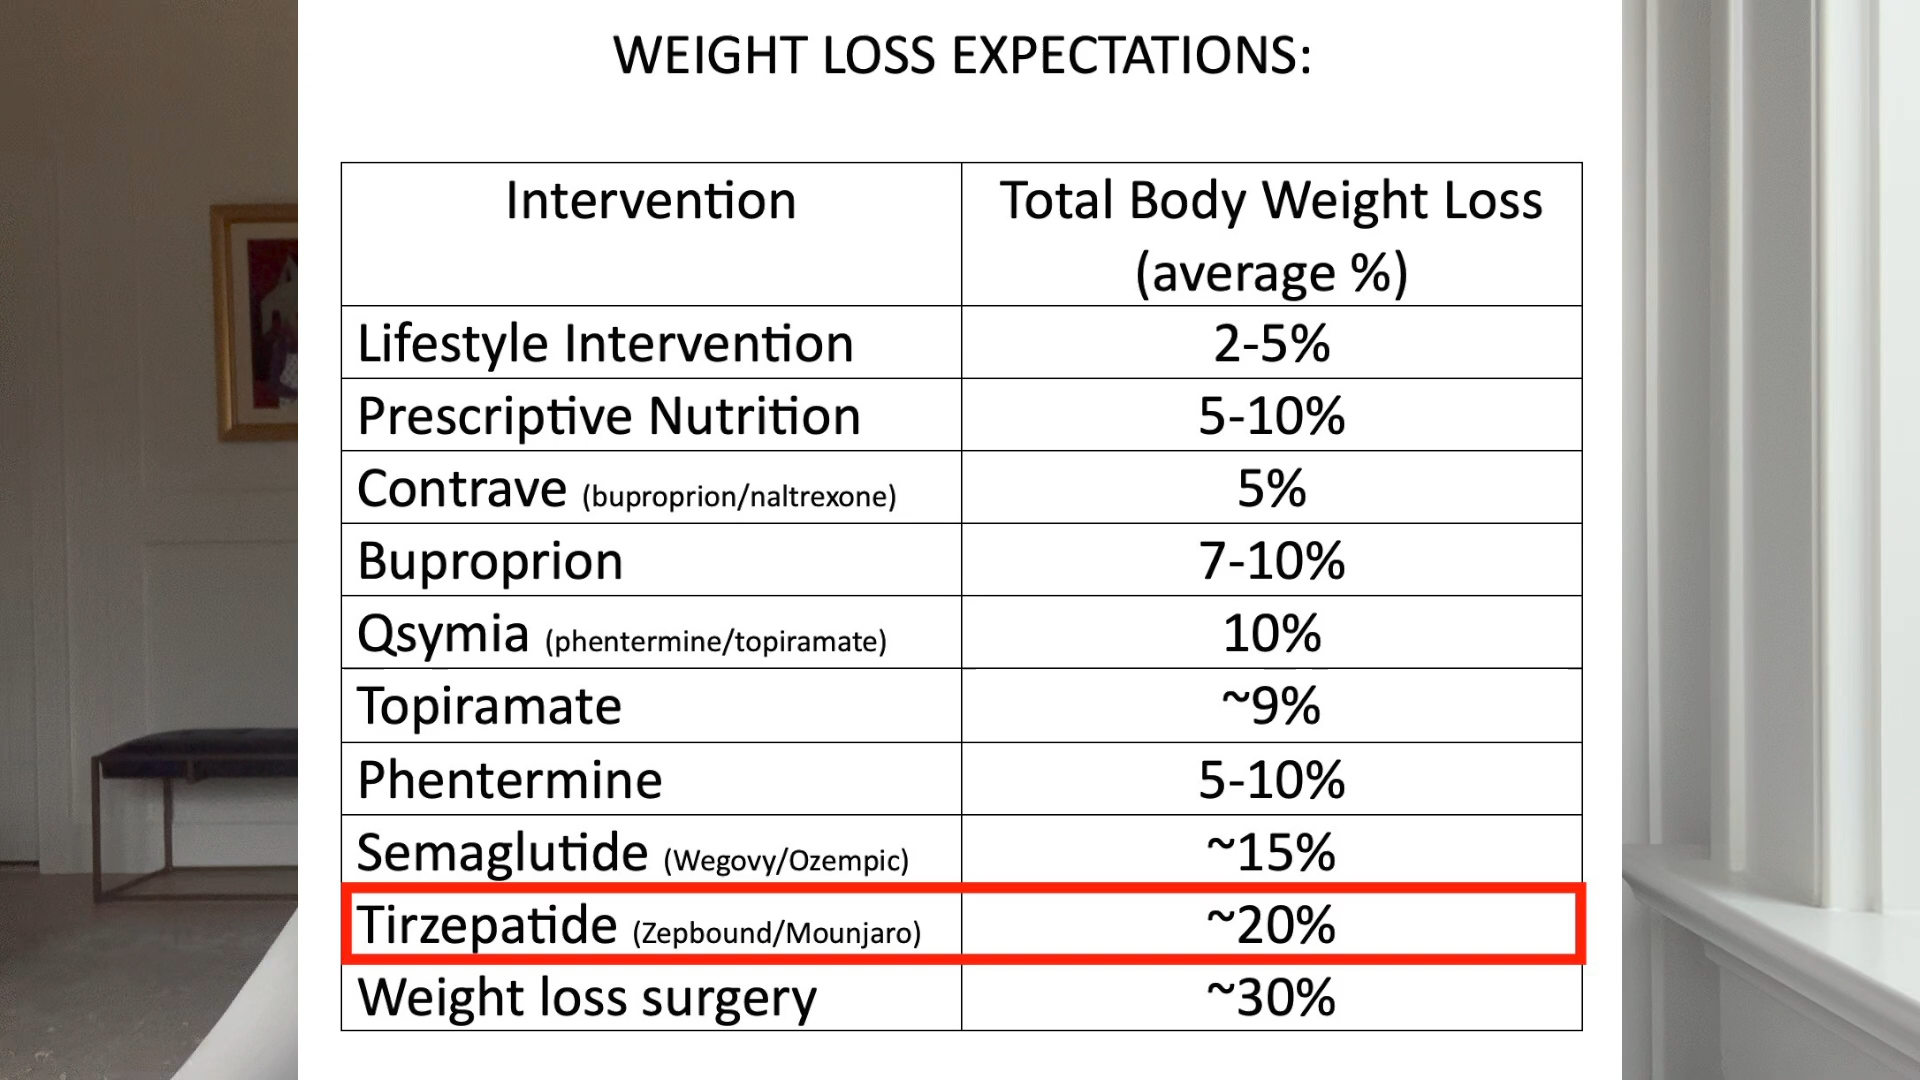 WEIGHT LOSS EXPECTATIONS:
Intervention Total Body Weight Loss
(average %)
Lifestyle Intervention 2-5%
Prescriptive Nutrition 5-10%
Contrave (buproprion/naltrexone) 5%
Buproprion 7-10%
Qsymia (phentermine/topiramate) 10%
Topiramate ~9%
Phentermine 5-10%
Semaglutide (Wegovy/Ozempic) ~15%
Tirzepatide (Zepbound/Mounjaro) ~20%
Weight loss surgery ~30%